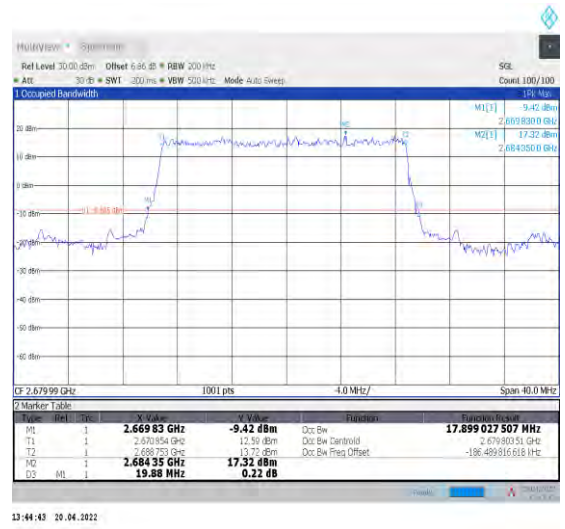 MultiView Spectrum
Ref Level 30.00 dBm Offset 6.86 dB RBW 200 kHz SGL
Att 30 dB SWT 200 ms VBW 500 kHz Mode Auto Sweep Count 100/100
1 Occupied Bandwidth 1Pk Max
M1[1] -9.42 dBm
2.6698300 GHz
M2[1] 17.32 dBm
2.6843500 GHz
20 dBm
10 dBm
0 dBm
-10 dBm
-20 dBm
-30 dBm
-40 dBm
-50 dBm
-60 dBm
T1
M2
T2
M1
D3
CF 2.67999 GHz 1001 pts 4.0 MHz/ Span 40.0 MHz
2 Marker Table
Type Ref Trc X-Value Y-Value Function Function Result
M1 1 2.669 83 GHz -9.42 dBm Occ Bw 17.899 027 507 MHz
T1 1 2.670 854 GHz 12.59 dBm Occ Bw Centroid 2.679 803 51 GHz
T2 1 2.688 753 GHz 13.72 dBm Occ Bw Freq Offset -186.489 816 618 kHz
M2 1 2.684 35 GHz 17.32 dBm
D3 M1 1 19.88 MHz 0.22 dB
13:44:43 20.04.2022